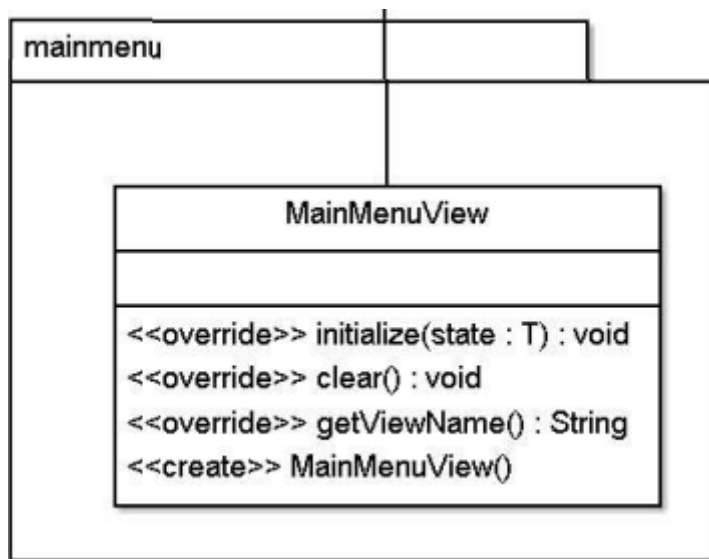 mainmenu
MainMenuView
<<override>> initialize(state : T) : void
<<override>> clear() : void
<<override>> getViewName() : String
<<create>> MainMenuView()